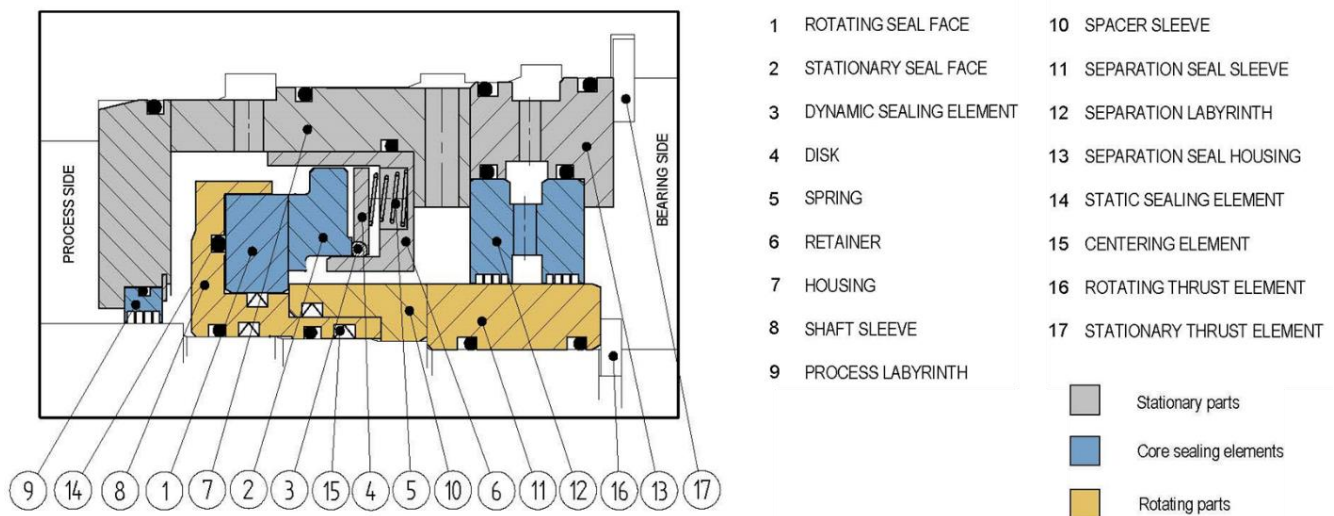 PROCESS SIDE
BEARING SIDE
9 14 8 1 7 2 3 15 4 5 10 6 11 12 16 13 17
1 ROTATING SEAL FACE
2 STATIONARY SEAL FACE
3 DYNAMIC SEALING ELEMENT
4 DISK
5 SPRING
6 RETAINER
7 HOUSING
8 SHAFT SLEEVE
9 PROCESS LABYRINTH
10 SPACER SLEEVE
11 SEPARATION SEAL SLEEVE
12 SEPARATION LABYRINTH
13 SEPARATION SEAL HOUSING
14 STATIC SEALING ELEMENT
15 CENTERING ELEMENT
16 ROTATING THRUST ELEMENT
17 STATIONARY THRUST ELEMENT
Stationary parts
Core sealing elements
Rotating parts